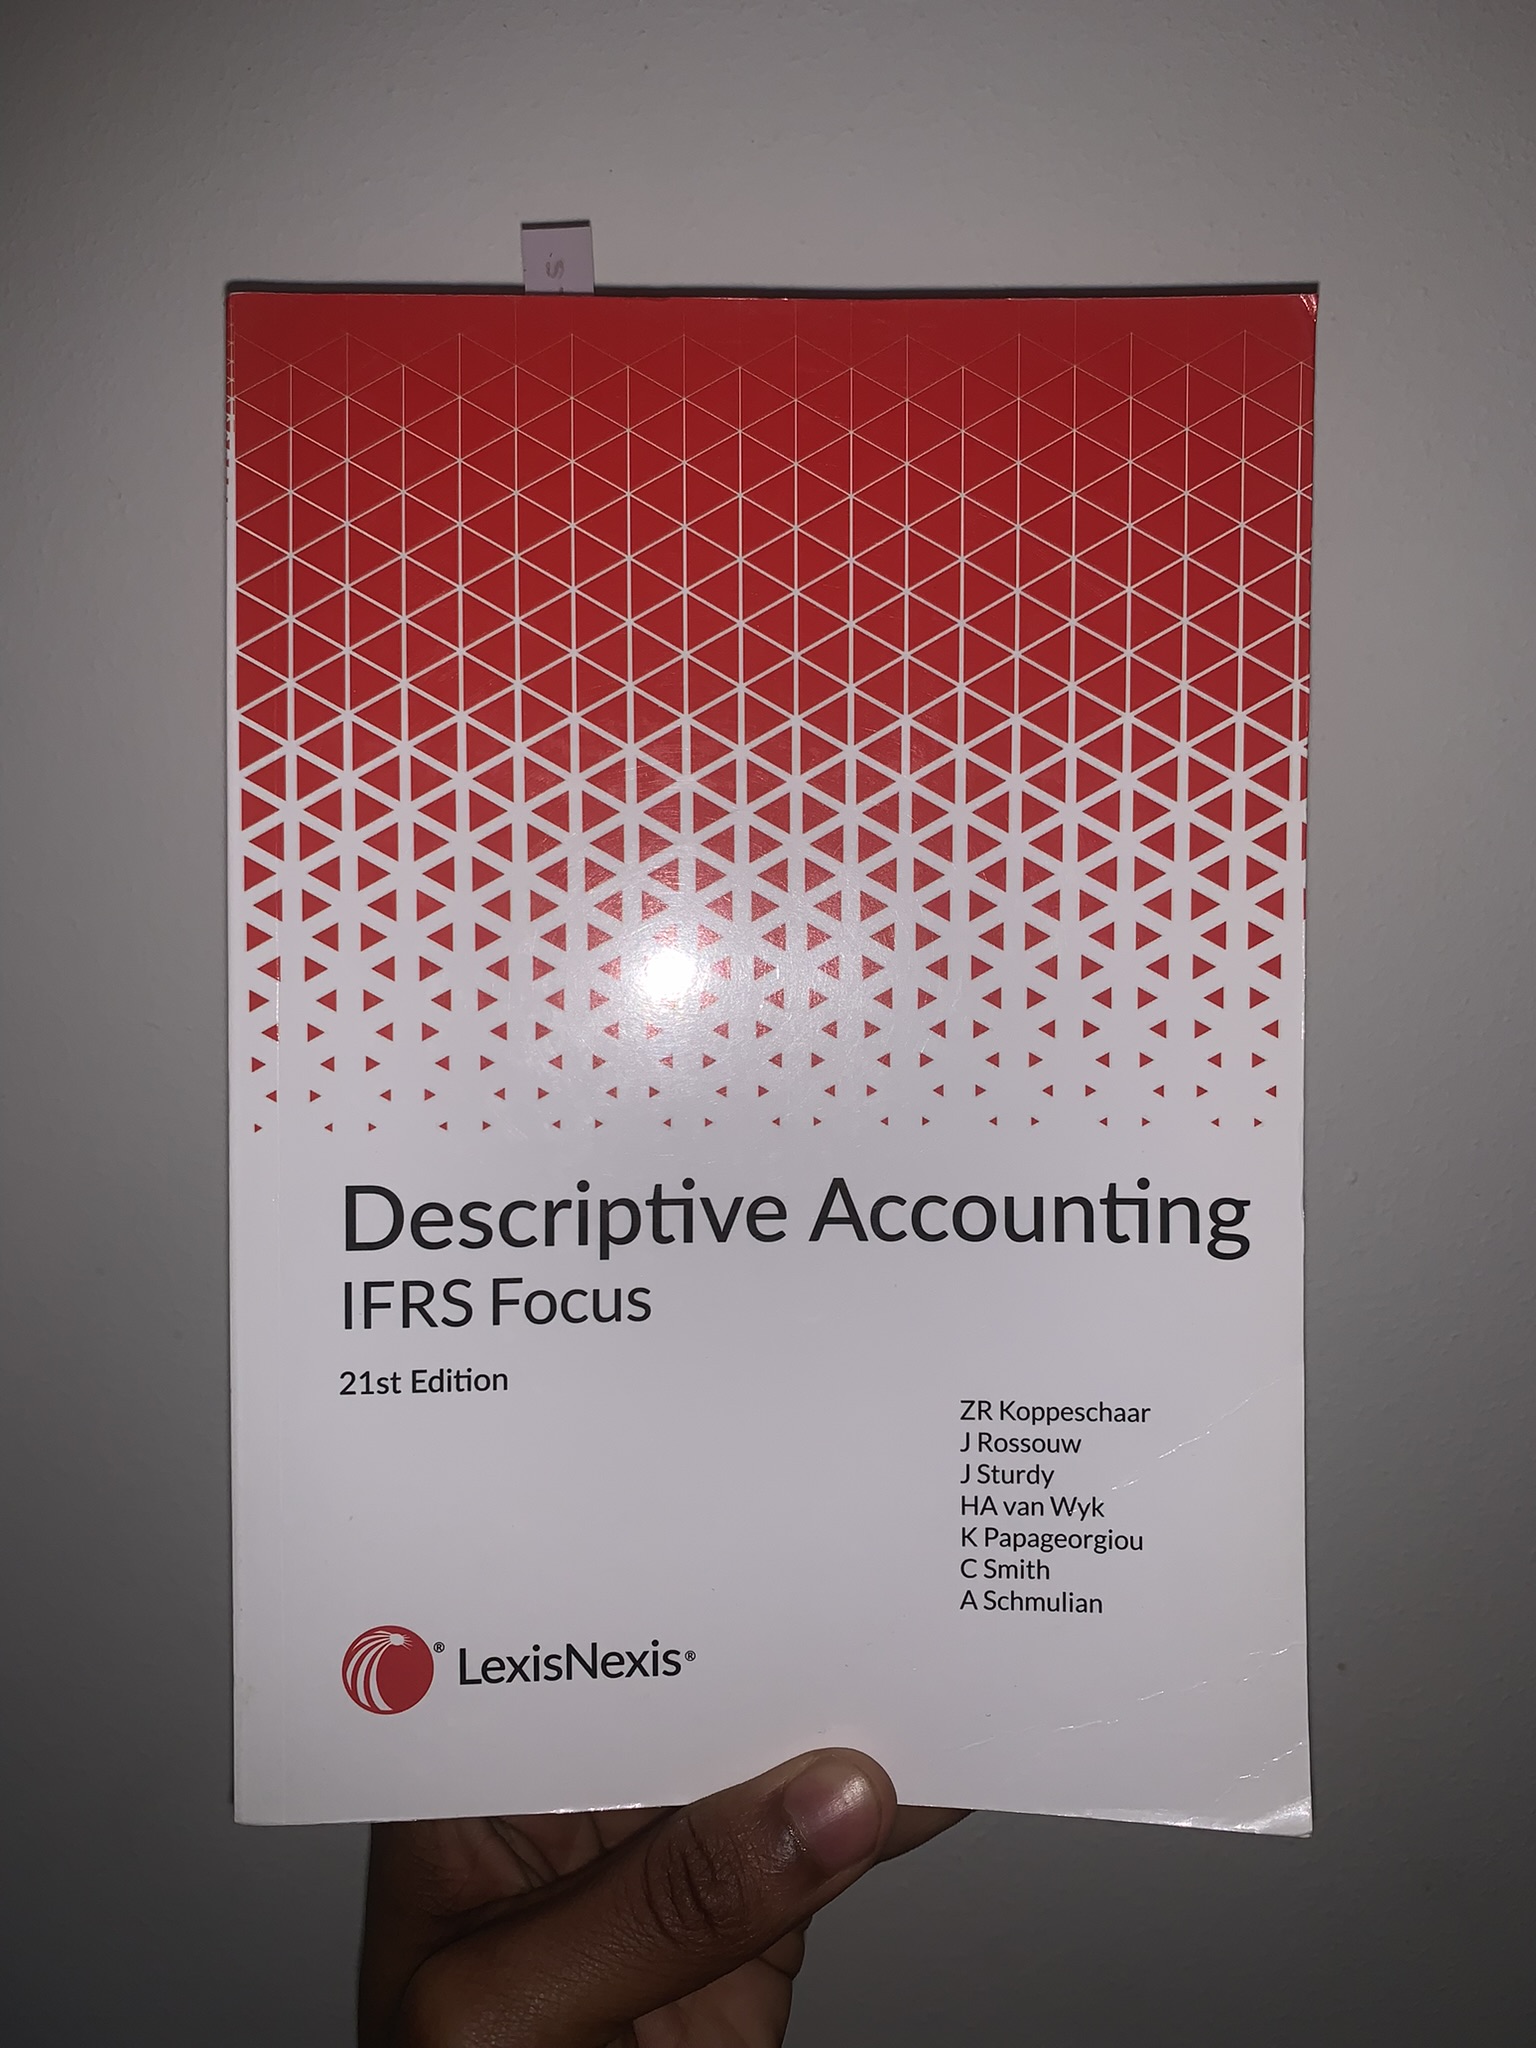 Descriptive Accounting
IFRS Focus
21st Edition
ZR Koppeschaar
J Rossouw
J Sturdy
HA van Wyk
K Papageorgiou
C Smith
A Schmulian
® LexisNexis®